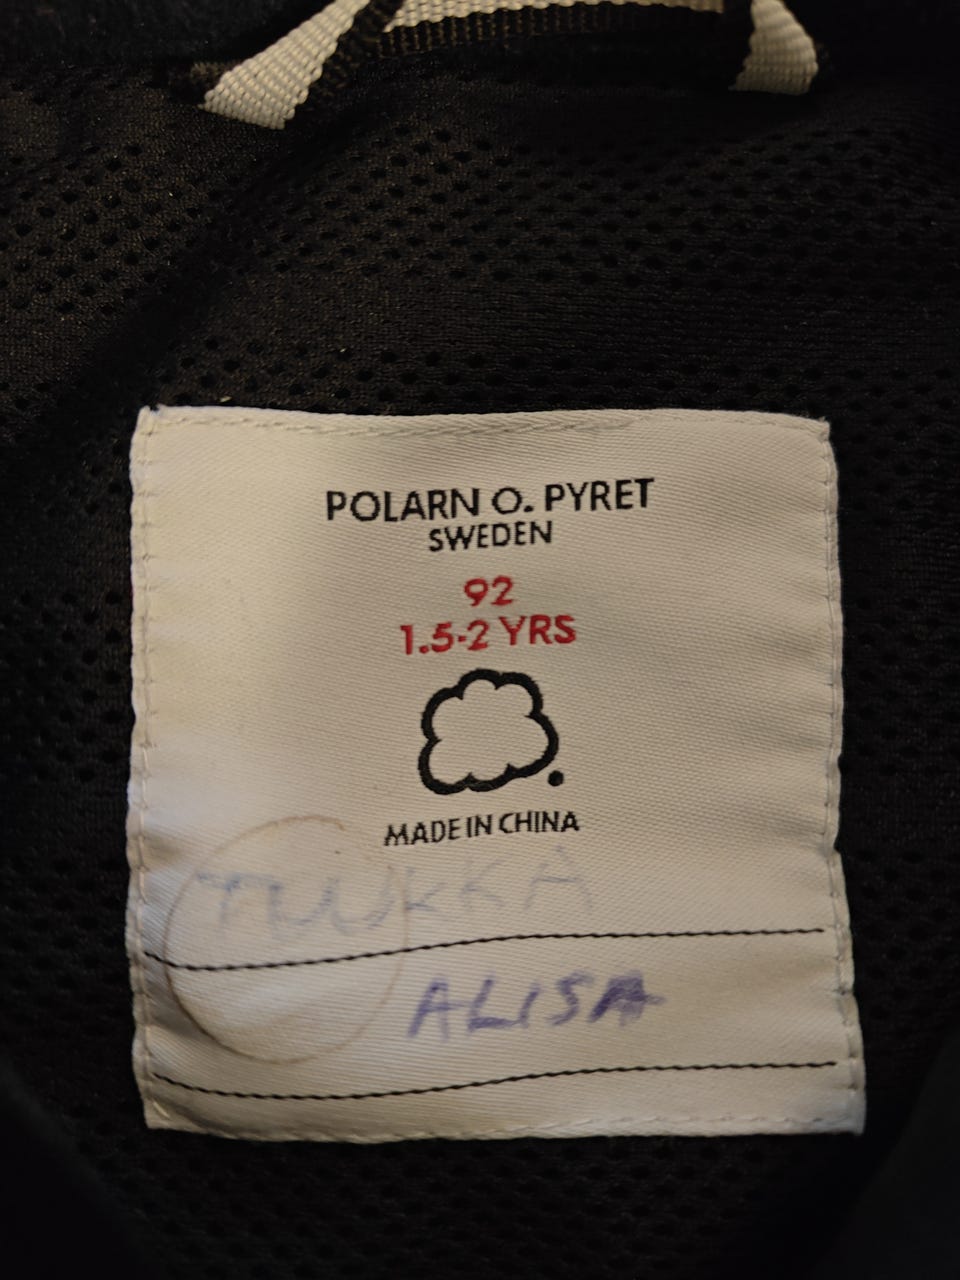 POLARN O. PYRET
SWEDEN
92
1.5-2 YRS
MADE IN CHINA
TUUKKA
ALISA